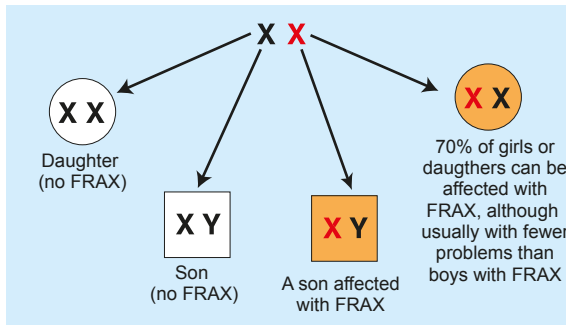 X X
X X
Daughter
(no FRAX)
X Y
Son
(no FRAX)
X Y
A son affected
with FRAX
X X
70% of girls or
daugthers can be
affected with
FRAX, although
usually with fewer
problems than
boys with FRAX